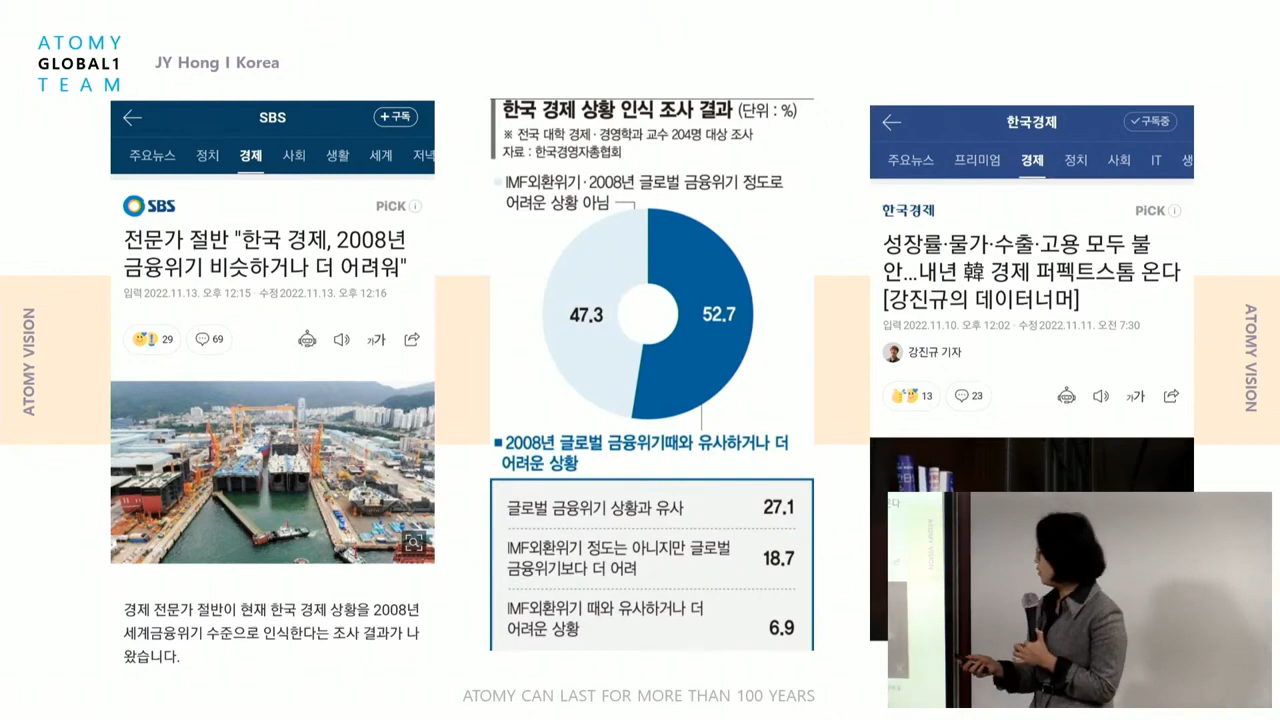 ATOMY
GLOBAL1
TEAM
JY Hong I Korea
SBS
+구독
주요뉴스 정치 경제 사회 생활 세계 저녁
SBS
PiCK
전문가 절반 "한국 경제, 2008년
금융위기 비슷하거나 더 어려워"
입력 2022.11.13. 오후 12:15 · 수정 2022.11.13. 오후 12:16
29
69
가가
경제 전문가 절반이 현재 한국 경제 상황을 2008년
세계금융위기 수준으로 인식한다는 조사 결과가 나
왔습니다.
한국 경제 상황 인식 조사 결과 (단위 : %)
※ 전국 대학 경제·경영학과 교수 204명 대상 조사
자료 : 한국경영자총협회
IMF외환위기·2008년 글로벌 금융위기 정도로
어려운 상황 아님
47.3
52.7
■ 2008년 글로벌 금융위기때와 유사하거나 더
어려운 상황
글로벌 금융위기 상황과 유사 27.1
IMF외환위기 정도는 아니지만 글로벌
금융위기보다 더 어려 18.7
IMF외환위기 때와 유사하거나 더
어려운 상황 6.9
한국경제
구독중
주요뉴스 프리미엄 경제 정치 사회 IT 생
한국경제
PiCK
성장률·물가·수출·고용 모두 불
안...내년 韓 경제 퍼펙트스톰 온다
[강진규의 데이터너머]
입력 2022.11.10. 오후 12:02 · 수정 2022.11.11. 오전 7:30
강진규 기자
13
23
가가
ATOMY VISION
ATOMY VISION
ATOMY CAN LAST FOR MORE THAN 100 YEARS